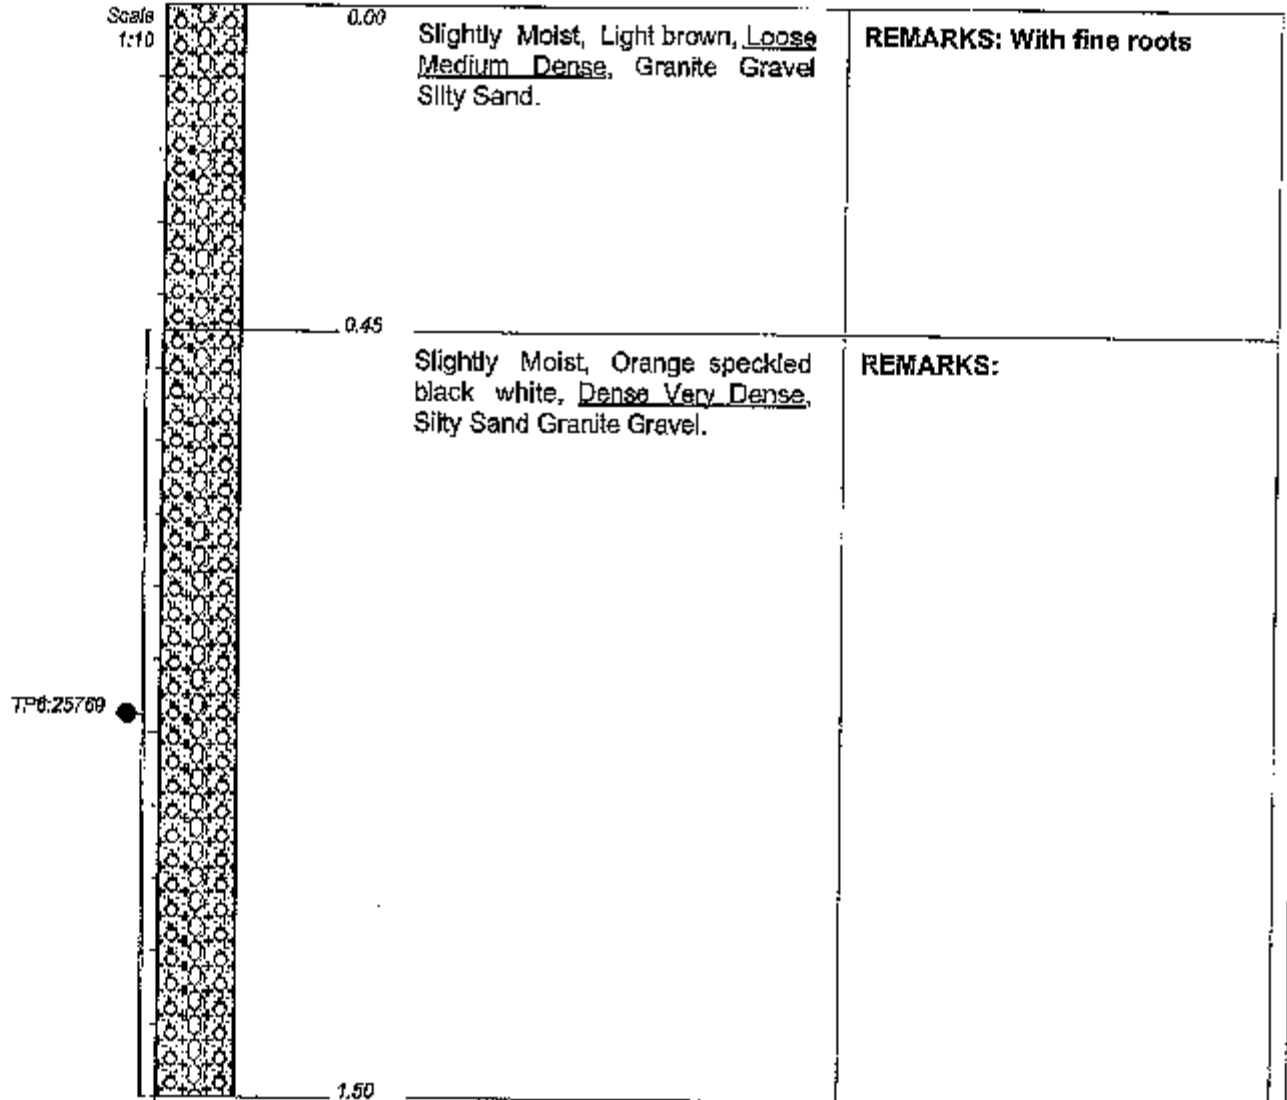 Scale
1:10
0.00
Slightly Moist, Light brown, Loose
Medium Dense, Granite Gravel
Silty Sand.
REMARKS: With fine roots
0.45
Slightly Moist, Orange speckled
black white, Dense Very Dense,
Silty Sand Granite Gravel.
REMARKS:
TP6:25769
1.50